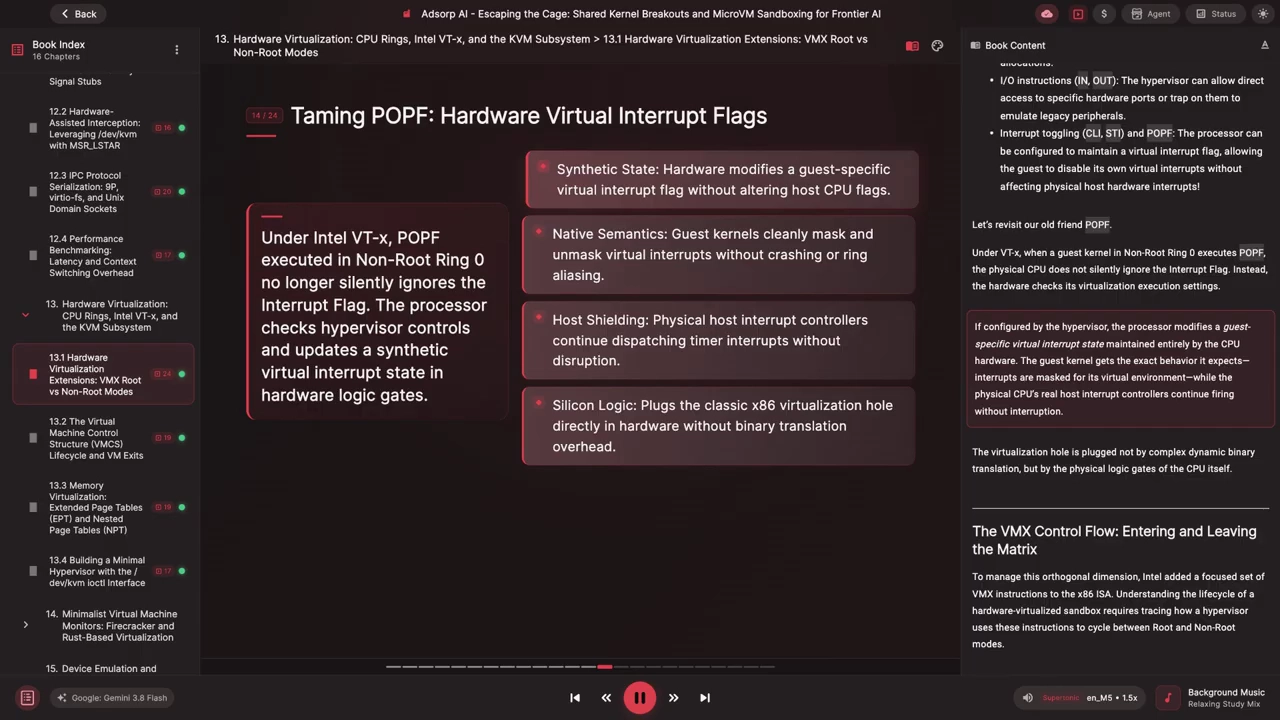 Back
Adsorp AI - Escaping the Cage: Shared Kernel Breakouts and MicroVM Sandboxing for Frontier AI
$
Agent
Status
Book Index
16 Chapters
Signal Stubs
12.2 Hardware-
Assisted Interception:
Leveraging /dev/kvm
with MSR_LSTAR
16
12.3 IPC Protocol
Serialization: 9P,
virtio-fs, and Unix
Domain Sockets
20
12.4 Performance
Benchmarking:
Latency and Context
Switching Overhead
17
13. Hardware Virtualization:
CPU Rings, Intel VT-x, and
the KVM Subsystem
13.1 Hardware
Virtualization
Extensions: VMX Root
vs Non-Root Modes
24
13.2 The Virtual
Machine Control
Structure (VMCS)
Lifecycle and VM Exits
19
13.3 Memory
Virtualization:
Extended Page Tables
(EPT) and Nested
Page Tables (NPT)
19
13.4 Building a Minimal
Hypervisor with the /
dev/kvm ioctl Interface
17
14. Minimalist Virtual Machine
Monitors: Firecracker and
Rust-Based Virtualization
15. Device Emulation and
13. Hardware Virtualization: CPU Rings, Intel VT-x, and the KVM Subsystem > 13.1 Hardware Virtualization Extensions: VMX Root vs
Non-Root Modes
14 / 24
Taming POPF: Hardware Virtual Interrupt Flags
Under Intel VT-x, POPF
executed in Non-Root Ring 0
no longer silently ignores the
Interrupt Flag. The processor
checks hypervisor controls
and updates a synthetic
virtual interrupt state in
hardware logic gates.
Synthetic State: Hardware modifies a guest-specific
virtual interrupt flag without altering host CPU flags.
Native Semantics: Guest kernels cleanly mask and
unmask virtual interrupts without crashing or ring
aliasing.
Host Shielding: Physical host interrupt controllers
continue dispatching timer interrupts without
disruption.
Silicon Logic: Plugs the classic x86 virtualization hole
directly in hardware without binary translation
overhead.
Book Content
allocations.
• I/O instructions (IN, OUT): The hypervisor can allow direct
access to specific hardware ports or trap on them to
emulate legacy peripherals.
• Interrupt toggling (CLI, STI) and POPF: The processor can
be configured to maintain a virtual interrupt flag, allowing
the guest to disable its own virtual interrupts without
affecting physical host hardware interrupts!
Let's revisit our old friend POPF.
Under VT-x, when a guest kernel in Non-Root Ring 0 executes POPF,
the physical CPU does not silently ignore the Interrupt Flag. Instead,
the hardware checks its virtualization execution settings.
If configured by the hypervisor, the processor modifies a guest-
specific virtual interrupt state maintained entirely by the CPU
hardware. The guest kernel gets the exact behavior it expects—
interrupts are masked for its virtual environment—while the
physical CPU's real host interrupt controllers continue firing
without interruption.
The virtualization hole is plugged not by complex dynamic binary
translation, but by the physical logic gates of the CPU itself.
The VMX Control Flow: Entering and Leaving
the Matrix
To manage this orthogonal dimension, Intel added a focused set of
VMX instructions to the x86 ISA. Understanding the lifecycle of a
hardware-virtualized sandbox requires tracing how a hypervisor
uses these instructions to cycle between Root and Non-Root
modes.
Google: Gemini 3.8 Flash
Supertonic en_M5 • 1.5x
Background Music
Relaxing Study Mix